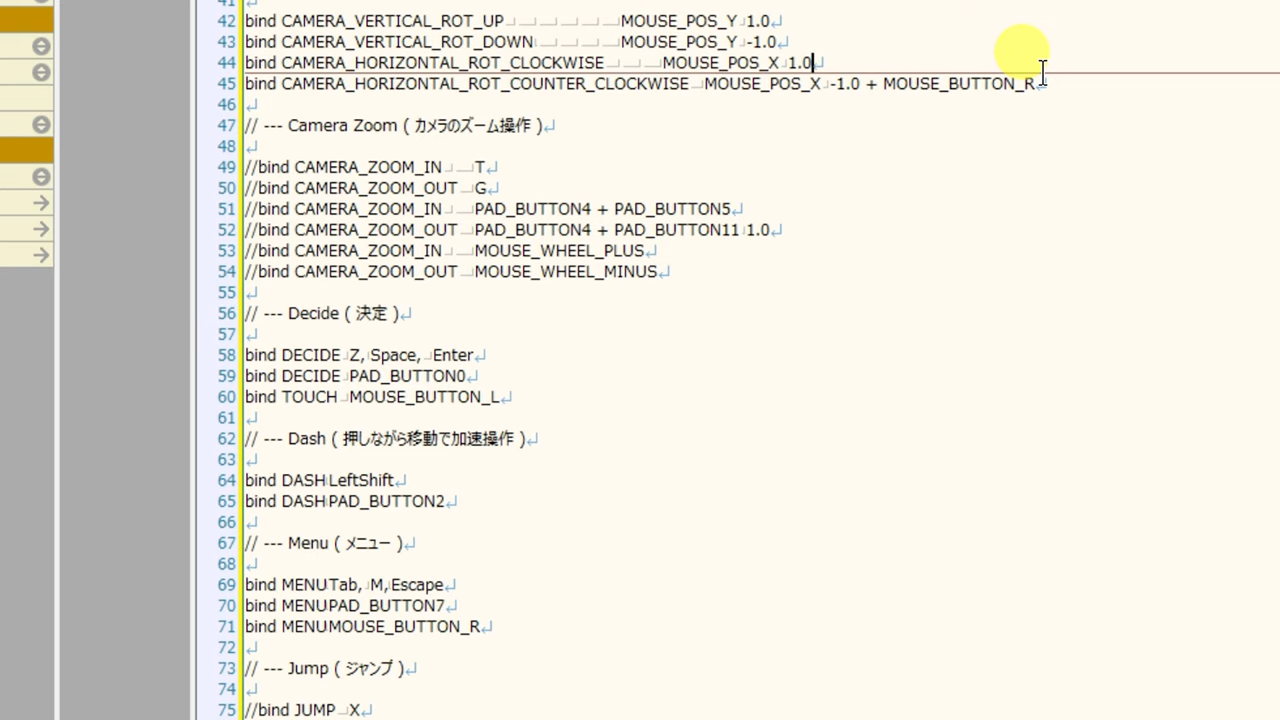 41
42 bind CAMERA_VERTICAL_ROT_UP MOUSE_POS_Y 1.0
43 bind CAMERA_VERTICAL_ROT_DOWN MOUSE_POS_Y -1.0
44 bind CAMERA_HORIZONTAL_ROT_CLOCKWISE MOUSE_POS_X 1.0
45 bind CAMERA_HORIZONTAL_ROT_COUNTER_CLOCKWISE MOUSE_POS_X -1.0 + MOUSE_BUTTON_R
46
47 // --- Camera Zoom ( カメラのズーム操作 )
48
49 //bind CAMERA_ZOOM_IN T
50 //bind CAMERA_ZOOM_OUT G
51 //bind CAMERA_ZOOM_IN PAD_BUTTON4 + PAD_BUTTON5
52 //bind CAMERA_ZOOM_OUT PAD_BUTTON4 + PAD_BUTTON11 1.0
53 //bind CAMERA_ZOOM_IN MOUSE_WHEEL_PLUS
54 //bind CAMERA_ZOOM_OUT MOUSE_WHEEL_MINUS
55
56 // --- Decide ( 決定 )
57
58 bind DECIDE Z, Space, Enter
59 bind DECIDE PAD_BUTTON0
60 bind TOUCH MOUSE_BUTTON_L
61
62 // --- Dash ( 押しながら移動で加速操作 )
63
64 bind DASH LeftShift
65 bind DASH PAD_BUTTON2
66
67 // --- Menu ( メニュー )
68
69 bind MENU Tab, M, Escape
70 bind MENU PAD_BUTTON7
71 bind MENU MOUSE_BUTTON_R
72
73 // --- Jump ( ジャンプ )
74
75 //bind JUMP X